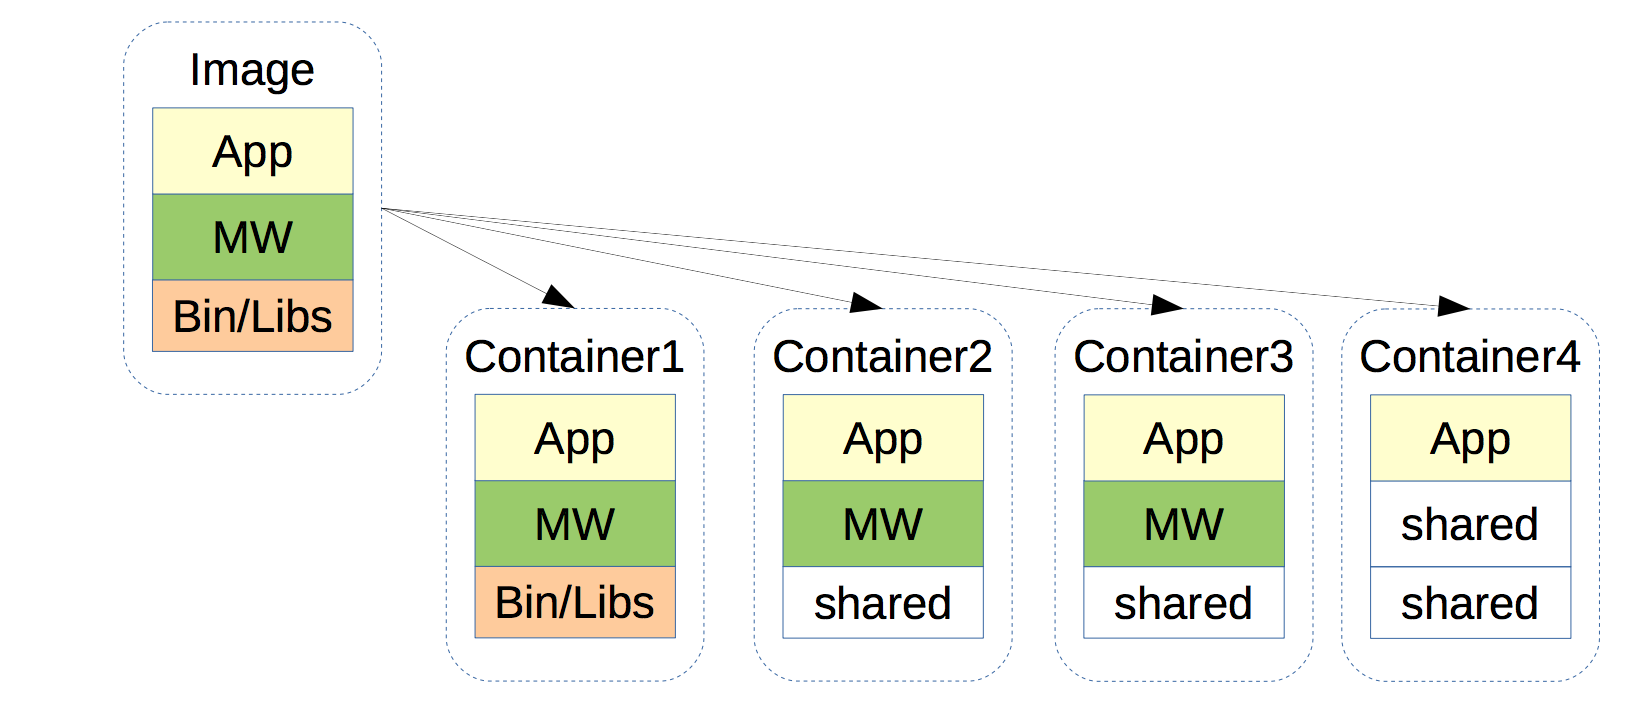 Image
App
MW
Bin/Libs
Container1
App
MW
Bin/Libs
Container2
App
MW
shared
Container3
App
MW
shared
Container4
App
shared
shared